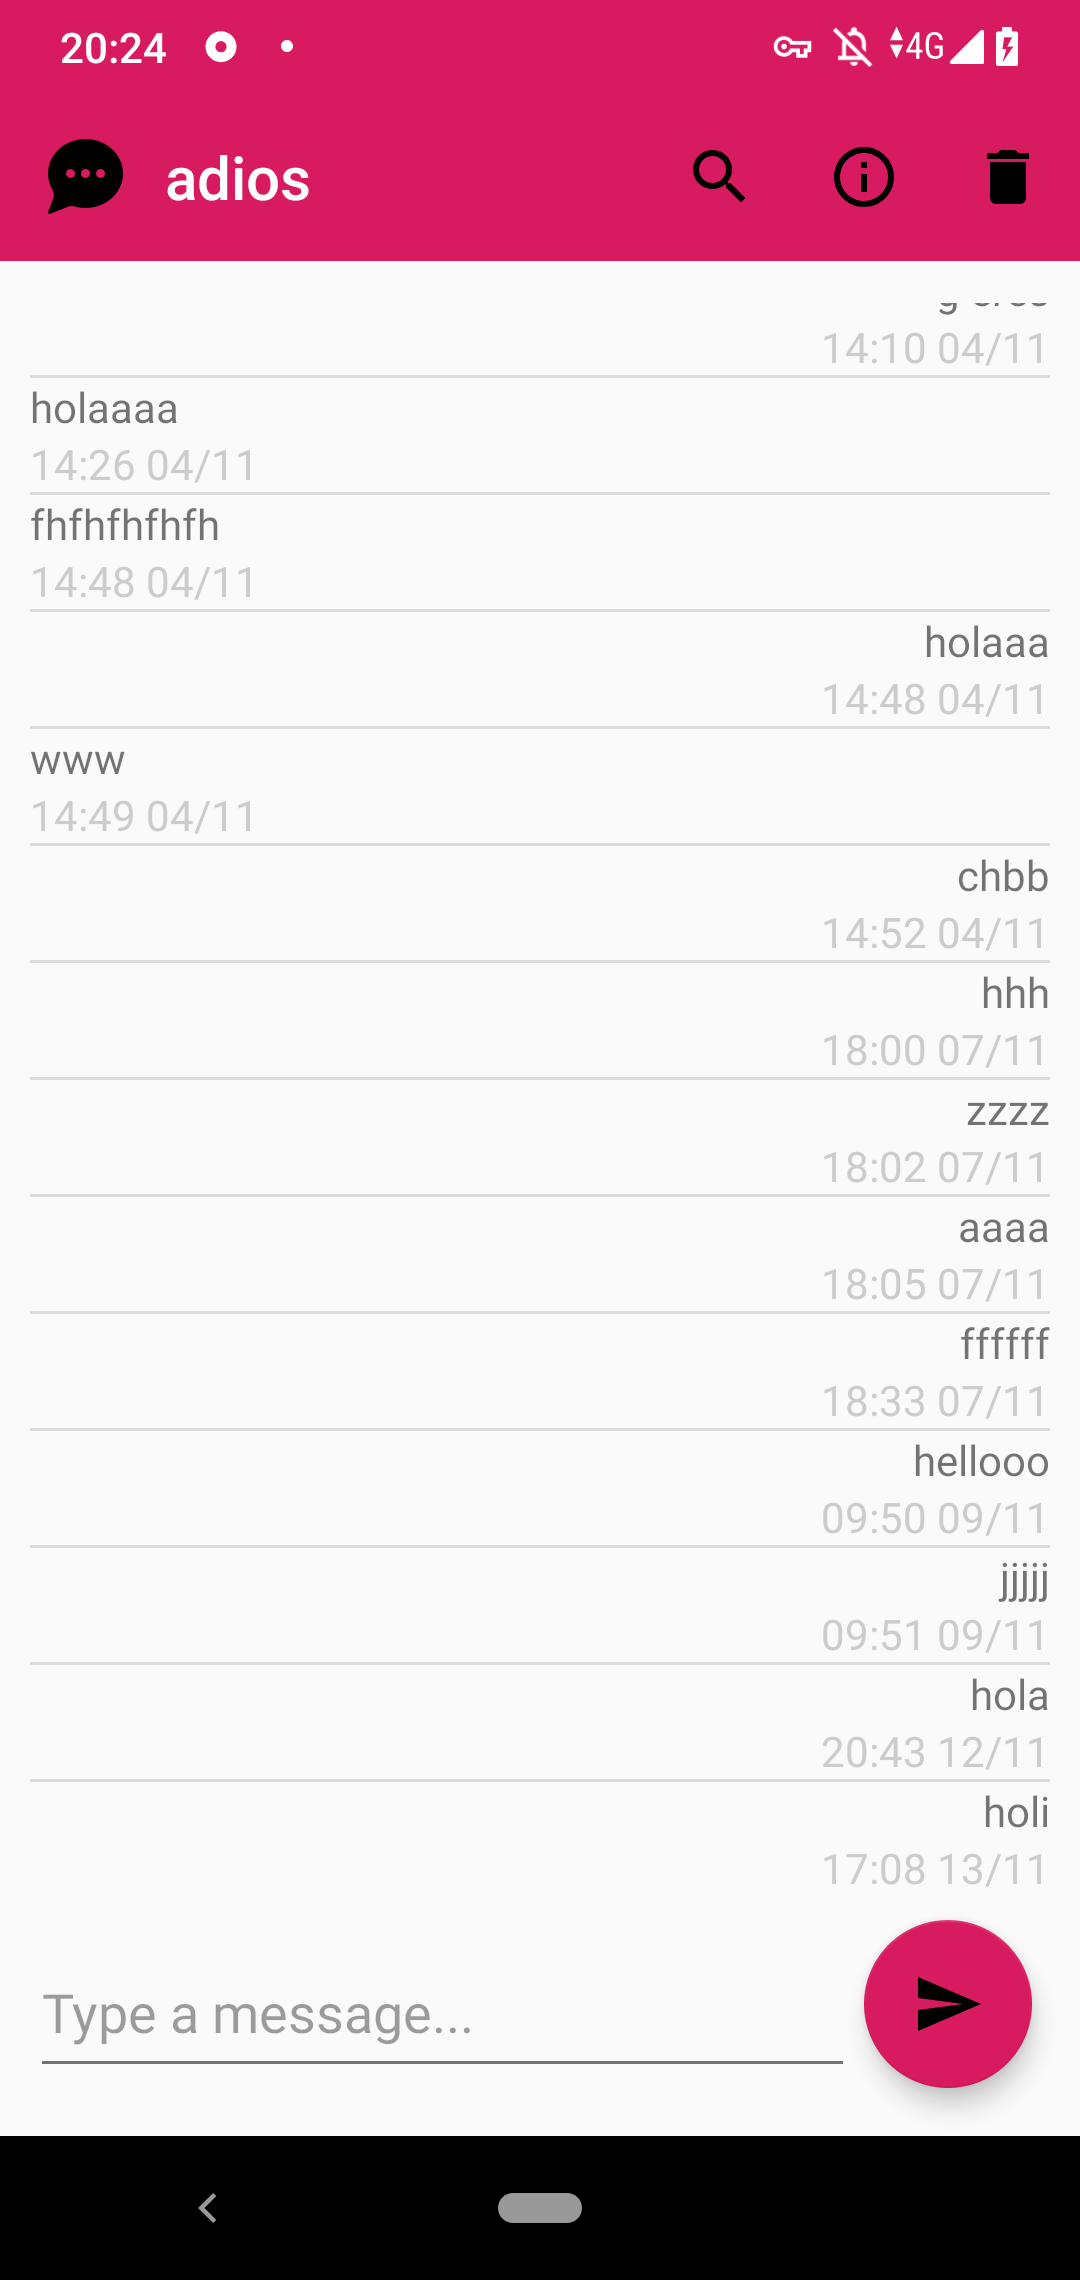 20:24
4G
adios
14:10 04/11
holaaaa
14:26 04/11
fhfhfhfhfh
14:48 04/11
holaaa
14:48 04/11
www
14:49 04/11
chbb
14:52 04/11
hhh
18:00 07/11
zzzz
18:02 07/11
aaaa
18:05 07/11
ffffff
18:33 07/11
hellooo
09:50 09/11
jjjjj
09:51 09/11
hola
20:43 12/11
holi
17:08 13/11
Type a message...